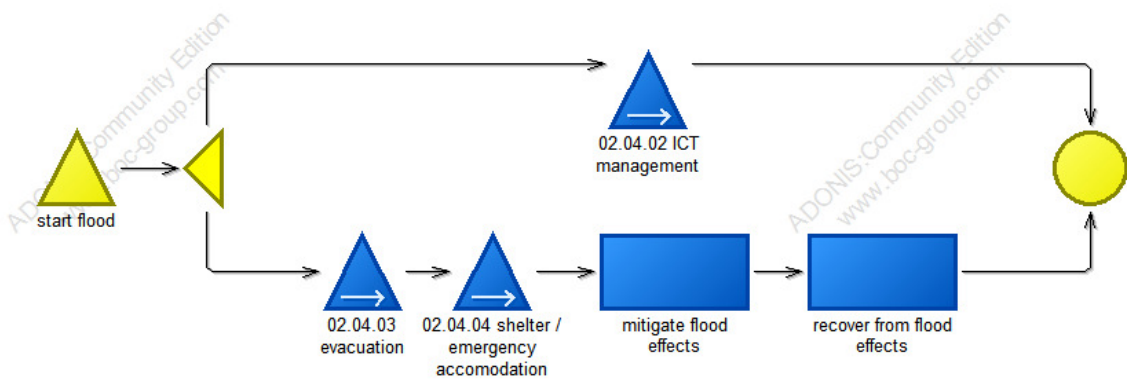 ADONIS:Community Edition
www.boc-group.com
ADONIS:Community Edition
www.boc-group.com
02.04.02 ICT
management
start flood
02.04.03
evacuation
02.04.04 shelter /
emergency
accomodation
mitigate flood
effects
recover from flood
effects